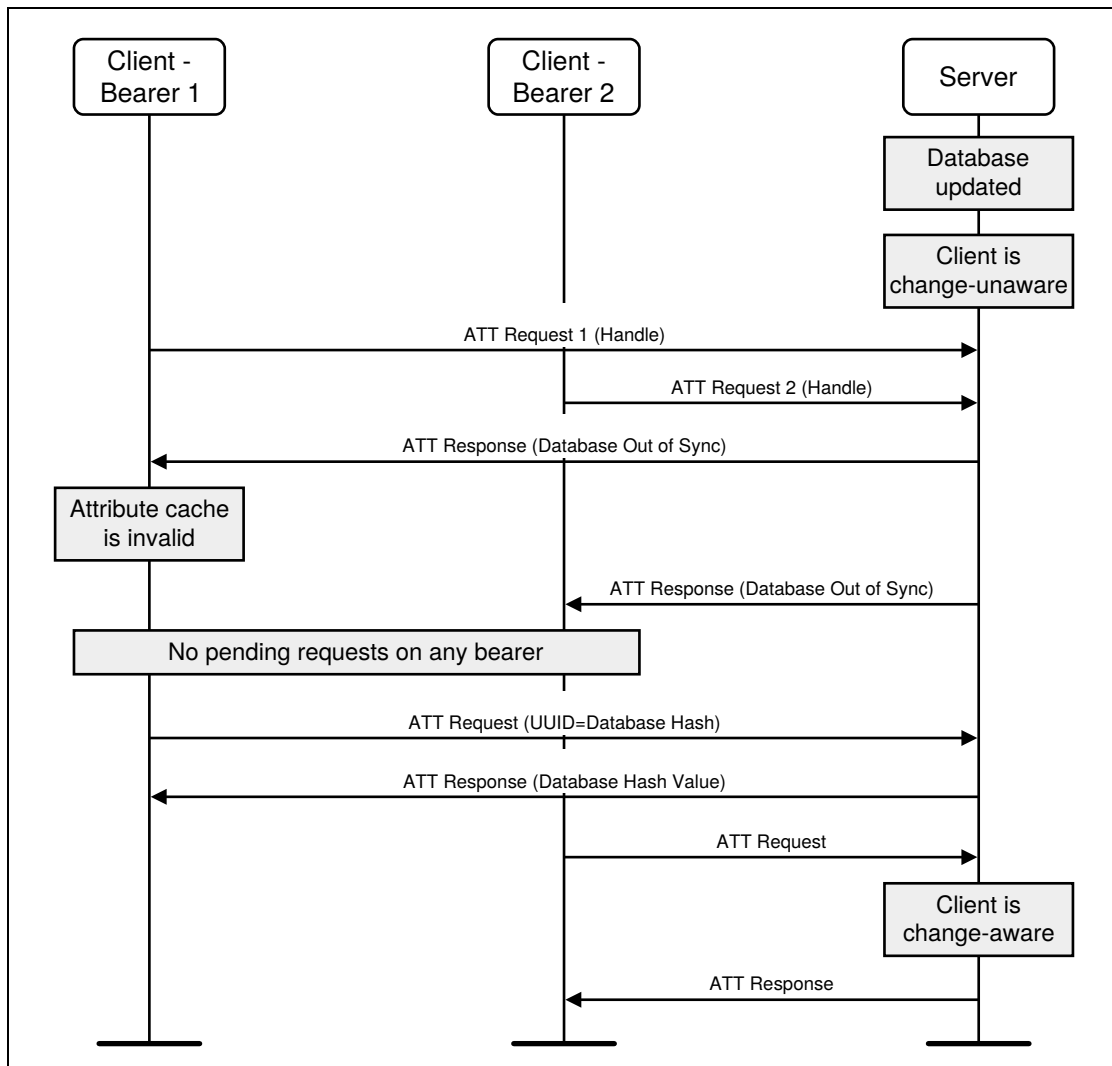 Client -
Bearer 1
Client -
Bearer 2
Server
Database
updated
Client is
change-unaware
ATT Request 1 (Handle)
ATT Request 2 (Handle)
ATT Response (Database Out of Sync)
Attribute cache
is invalid
ATT Response (Database Out of Sync)
No pending requests on any bearer
ATT Request (UUID=Database Hash)
ATT Response (Database Hash Value)
ATT Request
Client is
change-aware
ATT Response